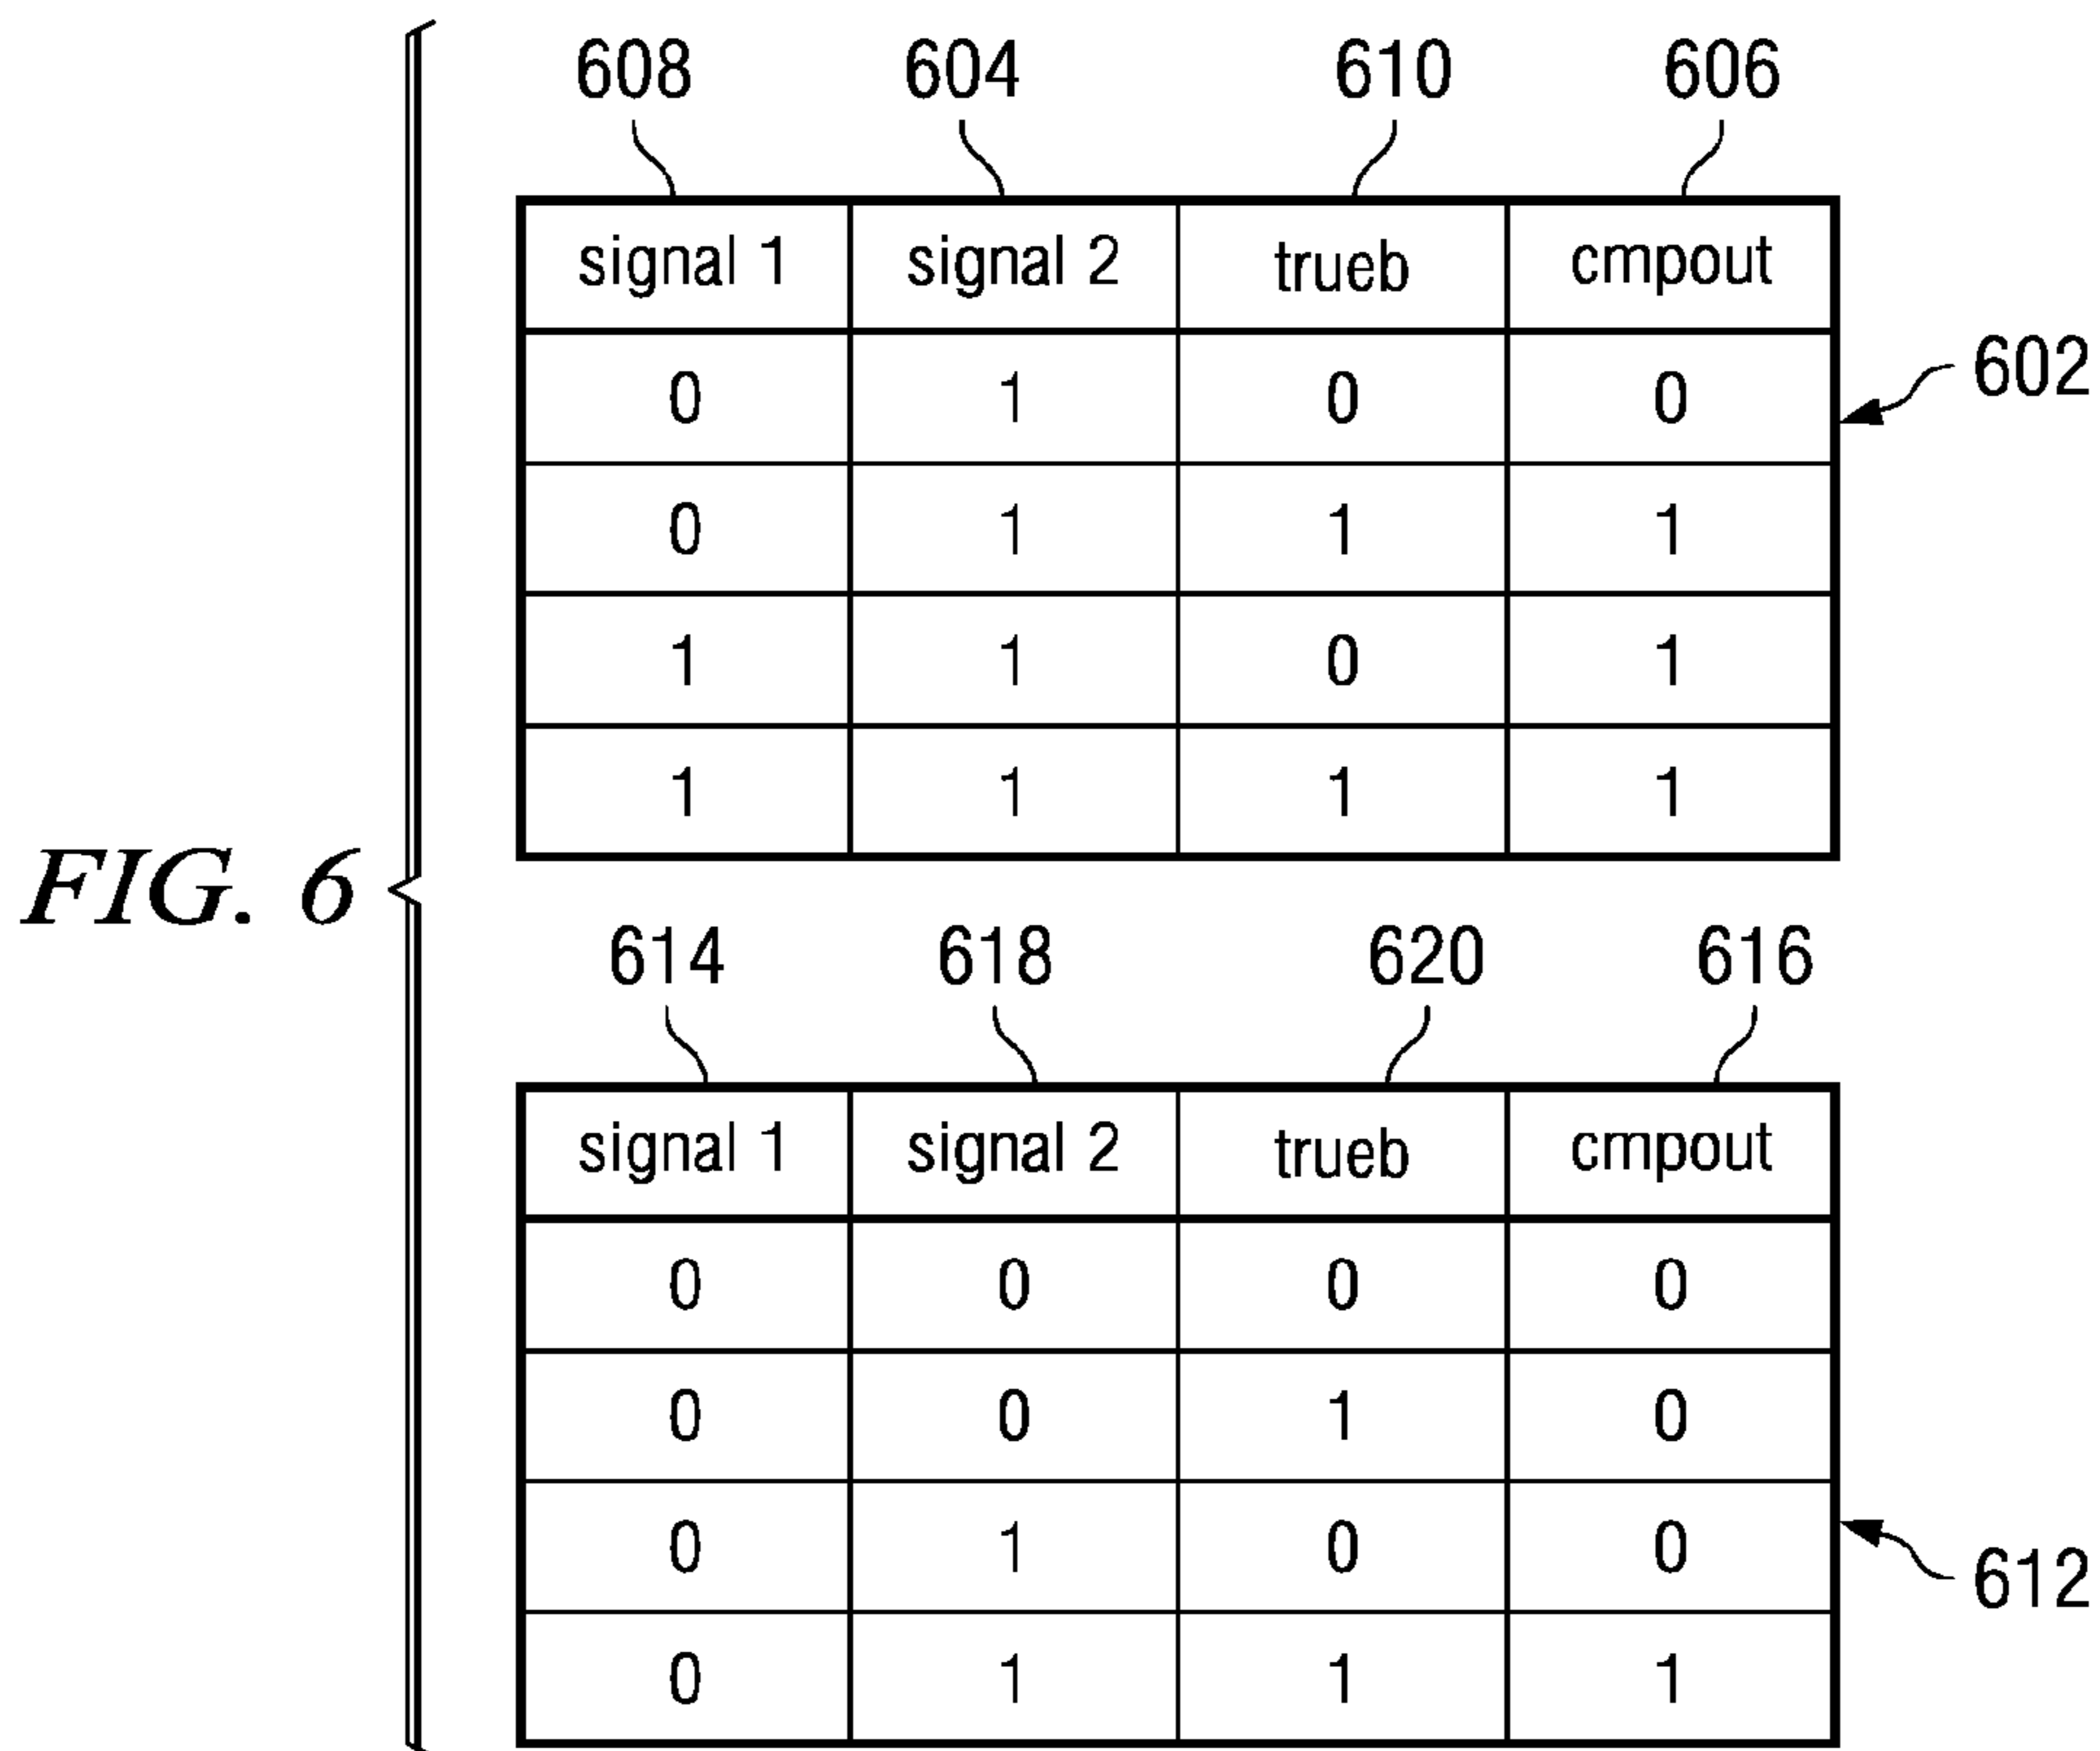 608 604 610 606
signal 1 signal 2 trueb cmpout
0 1 0 0
602
0 1 1 1
1 1 0 1
1 1 1 1
FIG. 6
614 618 620 616
signal 1 signal 2 trueb cmpout
0 0 0 0
0 0 1 0
0 1 0 0
612
0 1 1 1